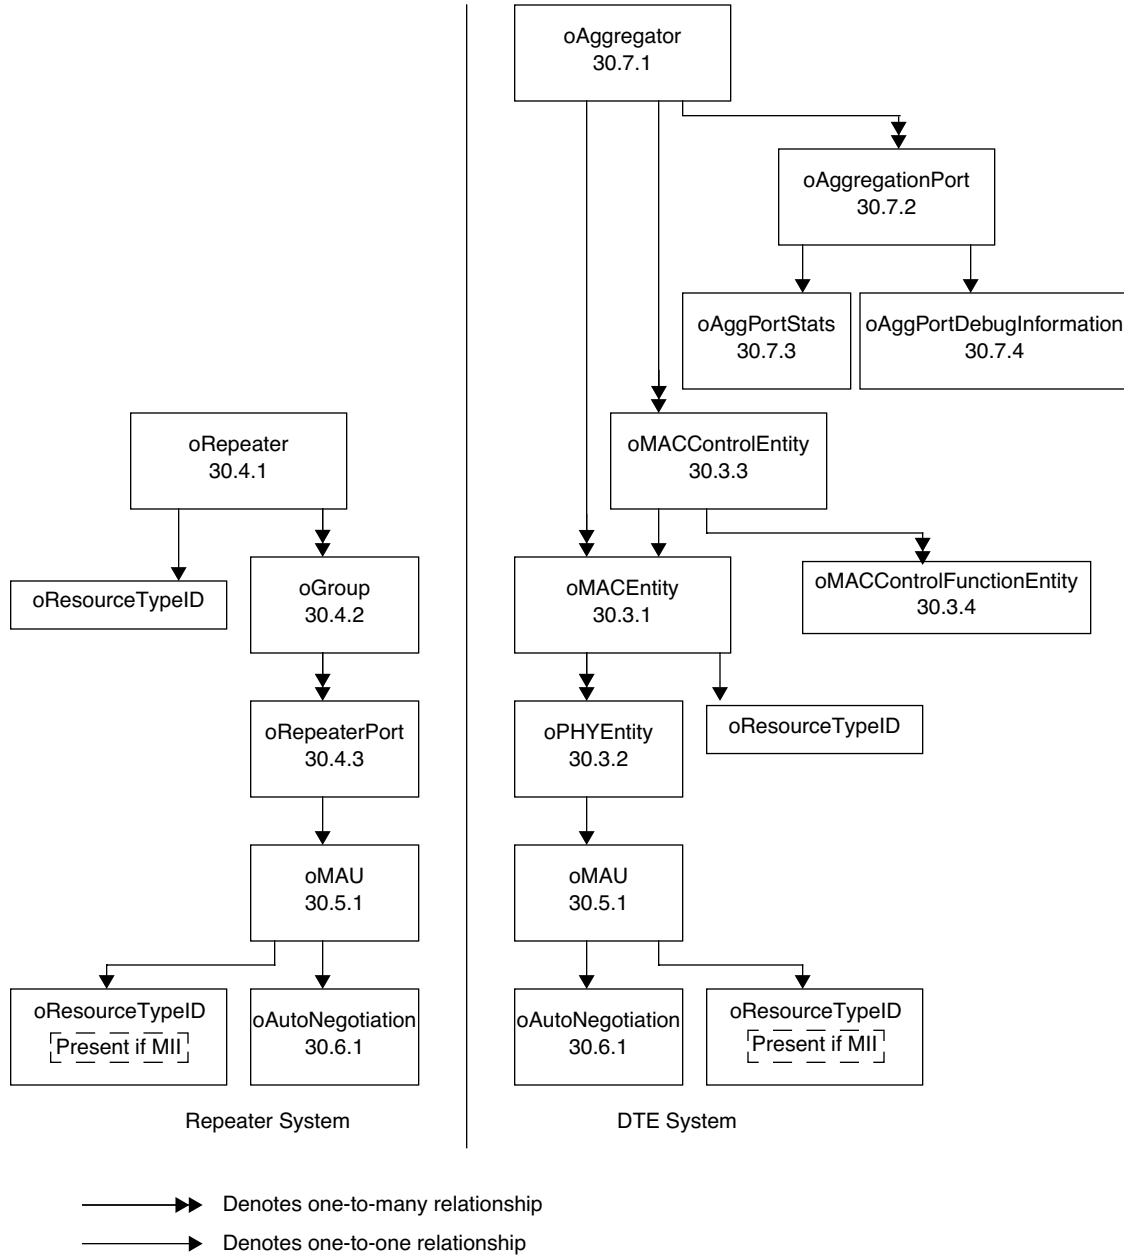 oAggregator
30.7.1
oAggregationPort
30.7.2
oAggPortStats
30.7.3
oAggPortDebugInformation
30.7.4
oRepeater
30.4.1
oMACControlEntity
30.3.3
oResourceTypeID
oGroup
30.4.2
oMACEntity
30.3.1
oMACControlFunctionEntity
30.3.4
oRepeaterPort
30.4.3
oPHYEntity
30.3.2
oResourceTypeID
oMAU
30.5.1
oMAU
30.5.1
oResourceTypeID
Present if MII
oAutoNegotiation
30.6.1
oAutoNegotiation
30.6.1
oResourceTypeID
Present if MII
Repeater System
DTE System
Denotes one-to-many relationship
Denotes one-to-one relationship